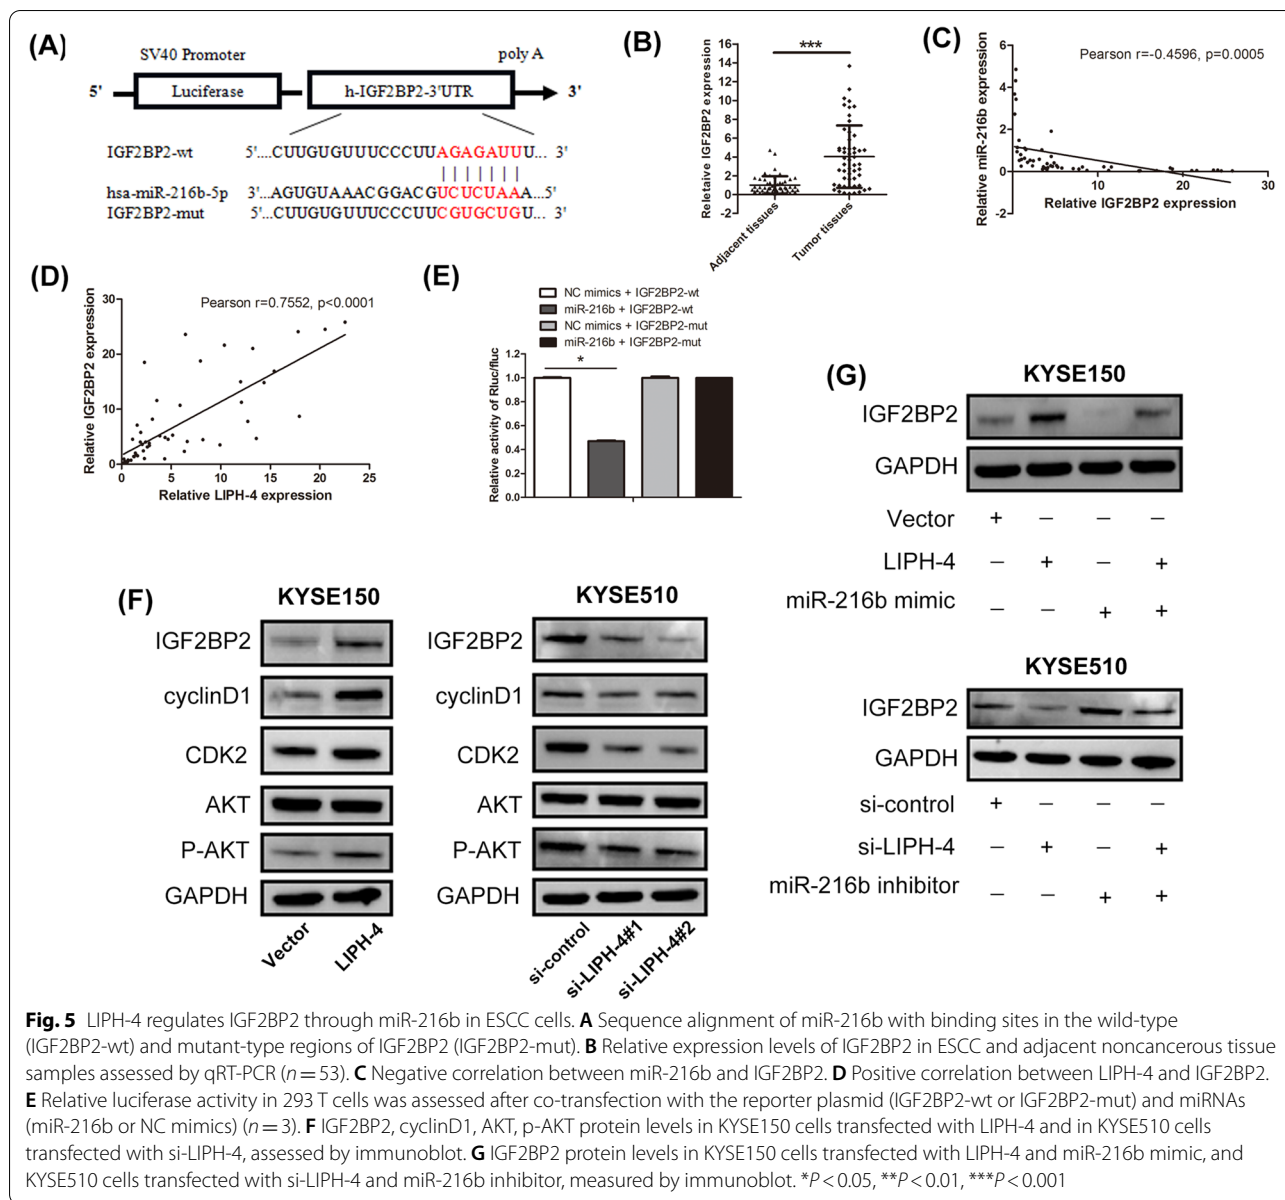 (A)
SV40 Promoter
poly A
5'
Luciferase
h-IGF2BP2-3'UTR
3'
IGF2BP2-wt 5'....CUUGUGUUUCCCUUAGAGAUUU... 3'
hsa-miR-216b-5p 3'...AGUGUAAACGGACGUCUCUAAA...5'
IGF2BP2-mut 5'....CUUGUGUUUCCCUUCGUGCUGU... 3'
(B)
***
Reletative IGF2BP2 expression
16
14
12
10
8
6
4
2
0
-2
Adjacent tissues
Tumor tissues
(C)
Pearson r=-0.4596, p=0.0005
Relative miR-216b expression
6
4
2
0
-2
10
20
30
Relative IGF2BP2 expression
(D)
Pearson r=0.7552, p<0.0001
Relative IGF2BP2 expression
30
20
10
0
0
5
10
15
20
25
Relative LIPH-4 expression
(E)
NC mimics + IGF2BP2-wt
miR-216b + IGF2BP2-wt
NC mimics + IGF2BP2-mut
miR-216b + IGF2BP2-mut
Relative activity of Rluc/fluc
1.2
1.0
0.8
0.6
0.4
0.2
0.0
*
(F)
KYSE150
IGF2BP2
cyclinD1
CDK2
AKT
P-AKT
GAPDH
Vector
LIPH-4
KYSE510
IGF2BP2
cyclinD1
CDK2
AKT
P-AKT
GAPDH
si-control
si-LIPH-4#1
si-LIPH-4#2
(G)
KYSE150
IGF2BP2
GAPDH
Vector + − − −
LIPH-4 − + − +
miR-216b mimic − − + +
KYSE510
IGF2BP2
GAPDH
si-control + − − −
si-LIPH-4 − + − +
miR-216b inhibitor − − + +
Fig. 5 LIPH-4 regulates IGF2BP2 through miR-216b in ESCC cells. A Sequence alignment of miR-216b with binding sites in the wild-type
(IGF2BP2-wt) and mutant-type regions of IGF2BP2 (IGF2BP2-mut). B Relative expression levels of IGF2BP2 in ESCC and adjacent noncancerous tissue
samples assessed by qRT-PCR (n = 53). C Negative correlation between miR-216b and IGF2BP2. D Positive correlation between LIPH-4 and IGF2BP2.
E Relative luciferase activity in 293 T cells was assessed after co-transfection with the reporter plasmid (IGF2BP2-wt or IGF2BP2-mut) and miRNAs
(miR-216b or NC mimics) (n = 3). F IGF2BP2, cyclinD1, AKT, p-AKT protein levels in KYSE150 cells transfected with LIPH-4 and in KYSE510 cells
transfected with si-LIPH-4, assessed by immunoblot. G IGF2BP2 protein levels in KYSE150 cells transfected with LIPH-4 and miR-216b mimic, and
KYSE510 cells transfected with si-LIPH-4 and miR-216b inhibitor, measured by immunoblot. *P < 0.05, **P < 0.01, ***P < 0.001